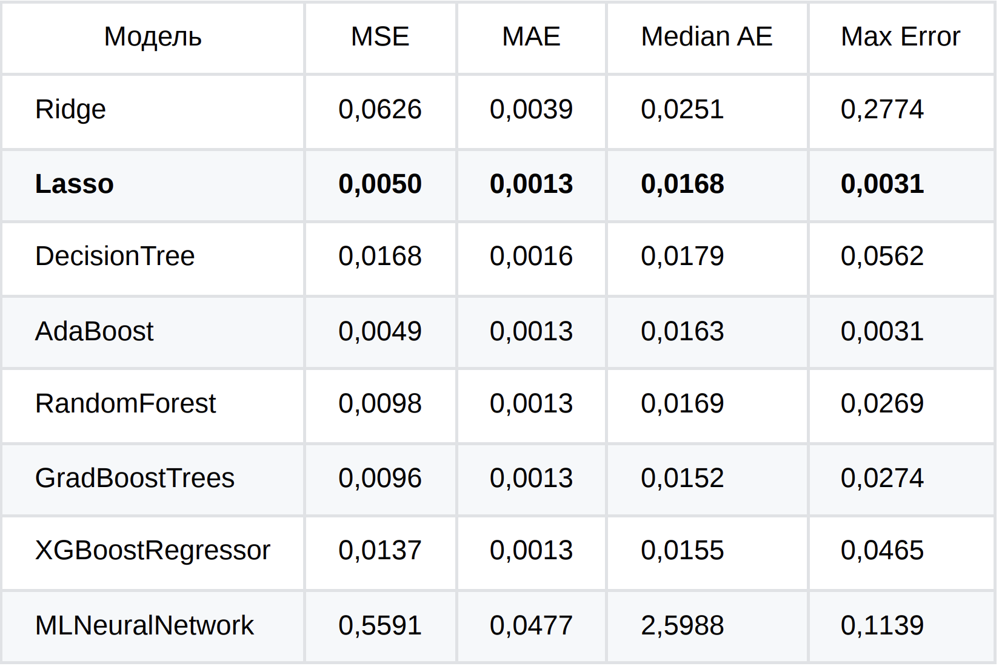 Модель MSE MAE Median AE Max Error
Ridge 0,0626 0,0039 0,0251 0,2774
Lasso 0,0050 0,0013 0,0168 0,0031
DecisionTree 0,0168 0,0016 0,0179 0,0562
AdaBoost 0,0049 0,0013 0,0163 0,0031
RandomForest 0,0098 0,0013 0,0169 0,0269
GradBoostTrees 0,0096 0,0013 0,0152 0,0274
XGBoostRegressor 0,0137 0,0013 0,0155 0,0465
MLNeuralNetwork 0,5591 0,0477 2,5988 0,1139